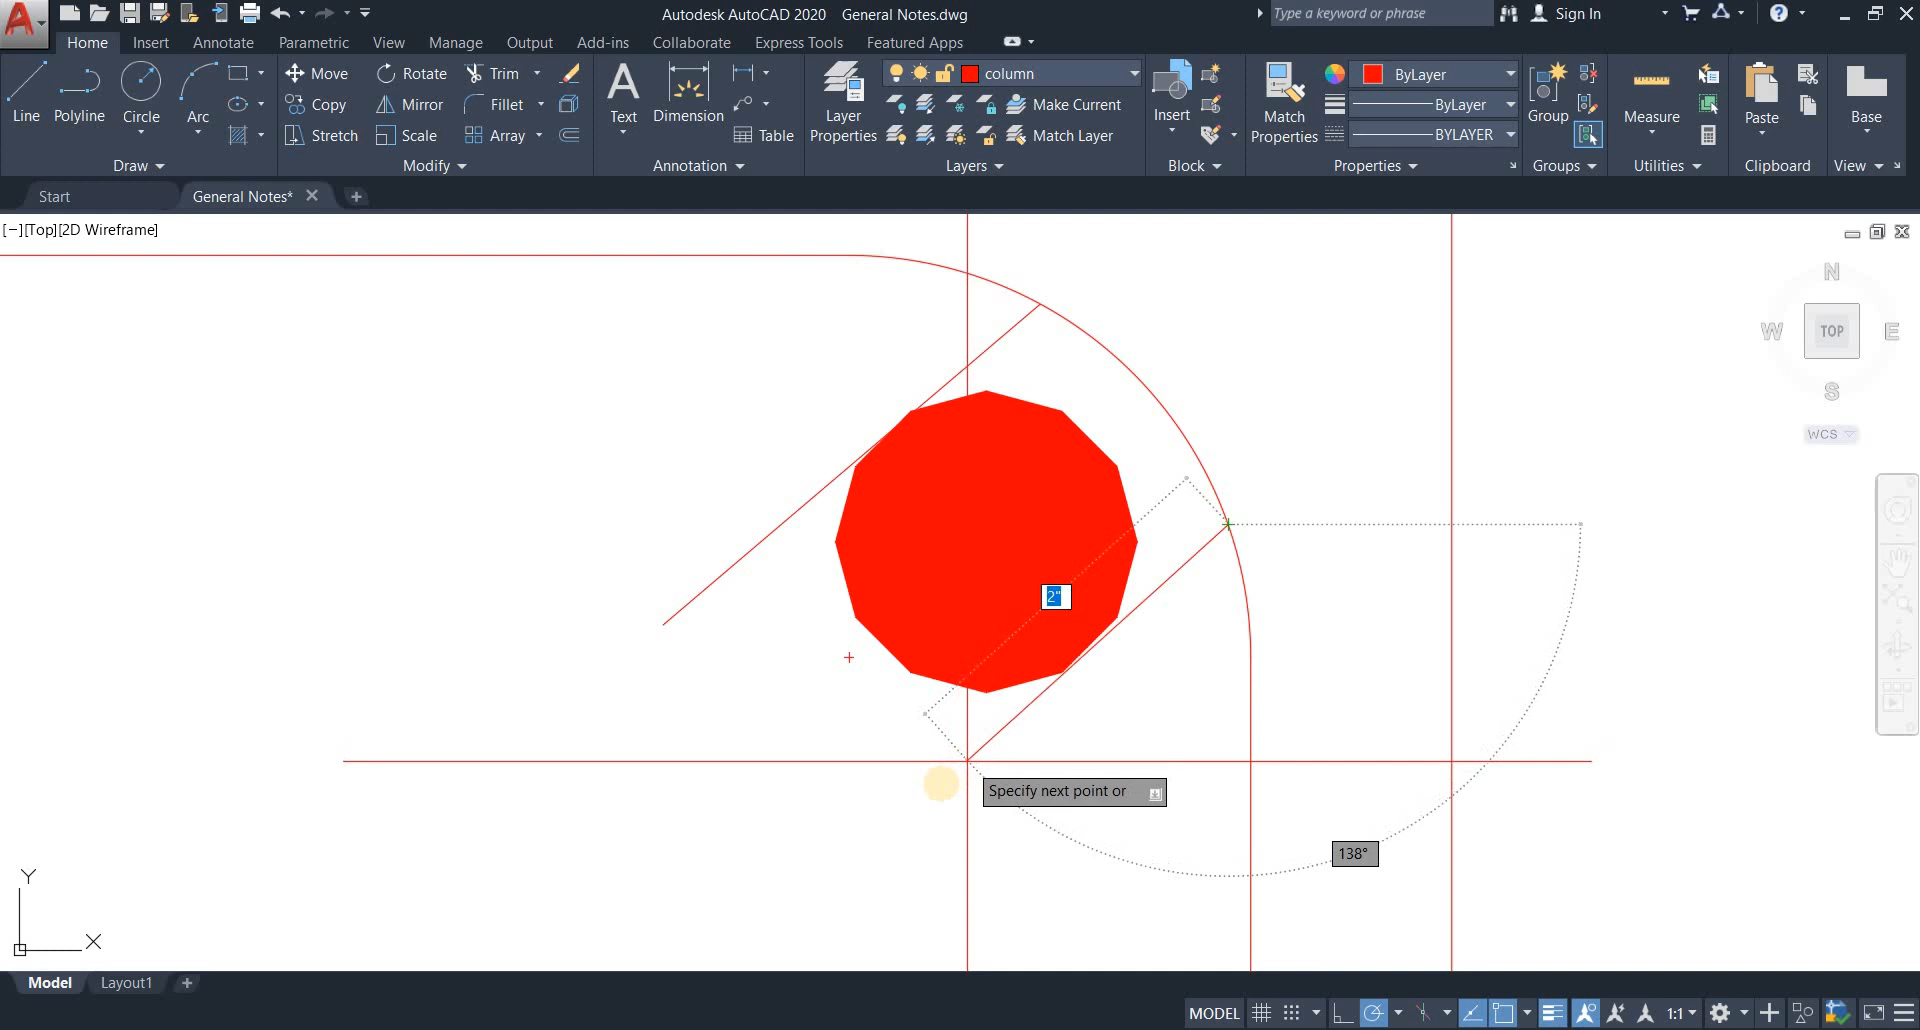 Autodesk AutoCAD 2020 General Notes.dwg
Type a keyword or phrase
Sign In
Home Insert Annotate Parametric View Manage Output Add-ins Collaborate Express Tools Featured Apps
Line Polyline Circle Arc
Move Rotate Trim
Copy Mirror Fillet
Stretch Scale Array
Text Dimension
Table
Layer
Properties
column
Make Current
Match Layer
Insert
Match
Properties
ByLayer
ByLayer
BYLAYER
Group
Measure
Paste
Base
Draw Modify Annotation Layers Block Properties Groups Utilities Clipboard View
Start General Notes*
[−][Top][2D Wireframe]
N
W TOP E
S
WCS
2"
Specify next point or
138°
Y
X
Model Layout1
MODEL 1:1